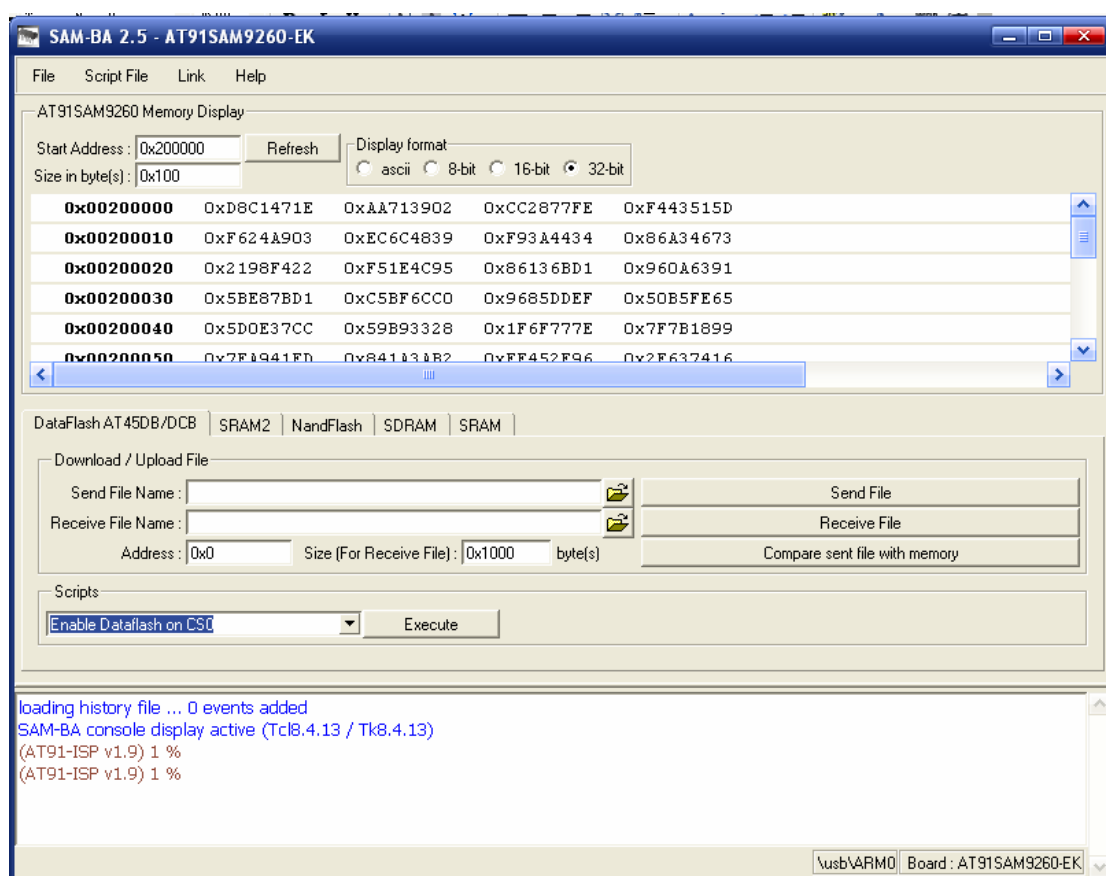 SAM-BA 2.5 - AT91SAM9260-EK
File Script File Link Help
AT91SAM9260 Memory Display
Start Address : 0x200000 Refresh
Size in byte(s) : 0x100
Display format
ascii 8-bit 16-bit 32-bit
0x00200000 0xD8C1471E 0xAA713902 0xCC2877FE 0xF443515D
0x00200010 0xF624A903 0xEC6C4839 0xF93A4434 0x86A34673
0x00200020 0x2198F422 0xF51E4C95 0x86136BD1 0x960A6391
0x00200030 0x5BE87BD1 0xC5BF6CC0 0x9685DDEF 0x50B5FE65
0x00200040 0x5D0E37CC 0x59B93328 0x1F6F777E 0x7F7B1899
0x00200050
DataFlash AT45DB/DCB SRAM2 NandFlash SDRAM SRAM
Download / Upload File
Send File Name : Send File
Receive File Name : Receive File
Address : 0x0 Size (For Receive File) : 0x1000 byte(s) Compare sent file with memory
Scripts
Enable Dataflash on CS0 Execute
loading history file ... 0 events added
SAM-BA console display active (Tcl8.4.13 / Tk8.4.13)
(AT91-ISP v1.9) 1 %
(AT91-ISP v1.9) 1 %
\usb\ARM0 Board : AT91SAM9260-EK